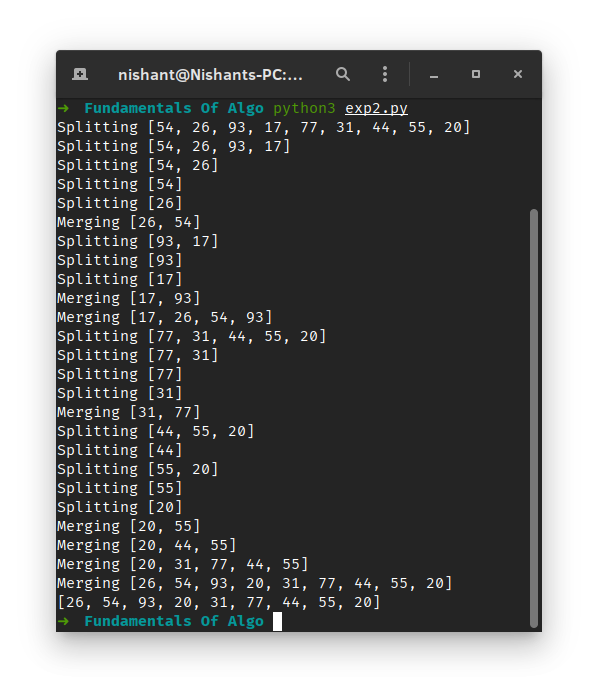 nishant@Nishants-PC:...
➜ Fundamentals Of Algo python3 exp2.py
Splitting [54, 26, 93, 17, 77, 31, 44, 55, 20]
Splitting [54, 26, 93, 17]
Splitting [54, 26]
Splitting [54]
Splitting [26]
Merging [26, 54]
Splitting [93, 17]
Splitting [93]
Splitting [17]
Merging [17, 93]
Merging [17, 26, 54, 93]
Splitting [77, 31, 44, 55, 20]
Splitting [77, 31]
Splitting [77]
Splitting [31]
Merging [31, 77]
Splitting [44, 55, 20]
Splitting [44]
Splitting [55, 20]
Splitting [55]
Splitting [20]
Merging [20, 55]
Merging [20, 44, 55]
Merging [20, 31, 77, 44, 55]
Merging [26, 54, 93, 20, 31, 77, 44, 55, 20]
[26, 54, 93, 20, 31, 77, 44, 55, 20]
➜ Fundamentals Of Algo